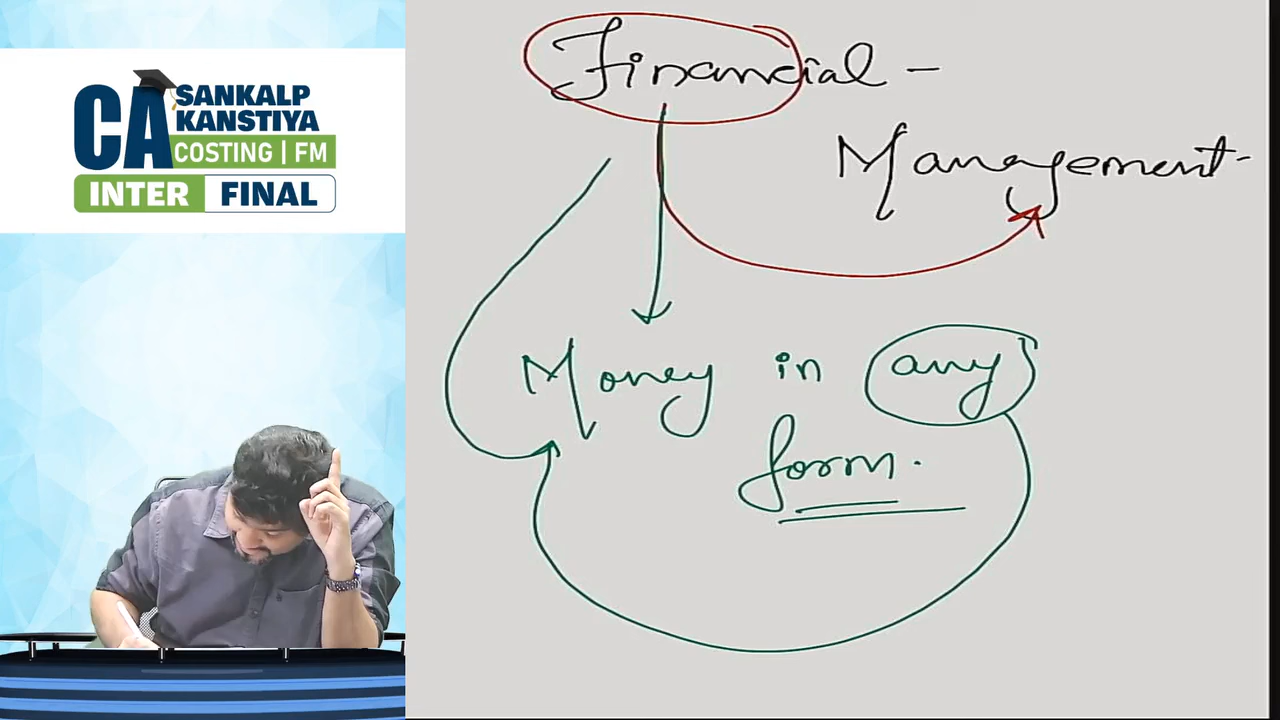 CA
SANKALP
KANSTIYA
COSTING | FM
INTER FINAL
Financial -
Management-
Money in any
form.